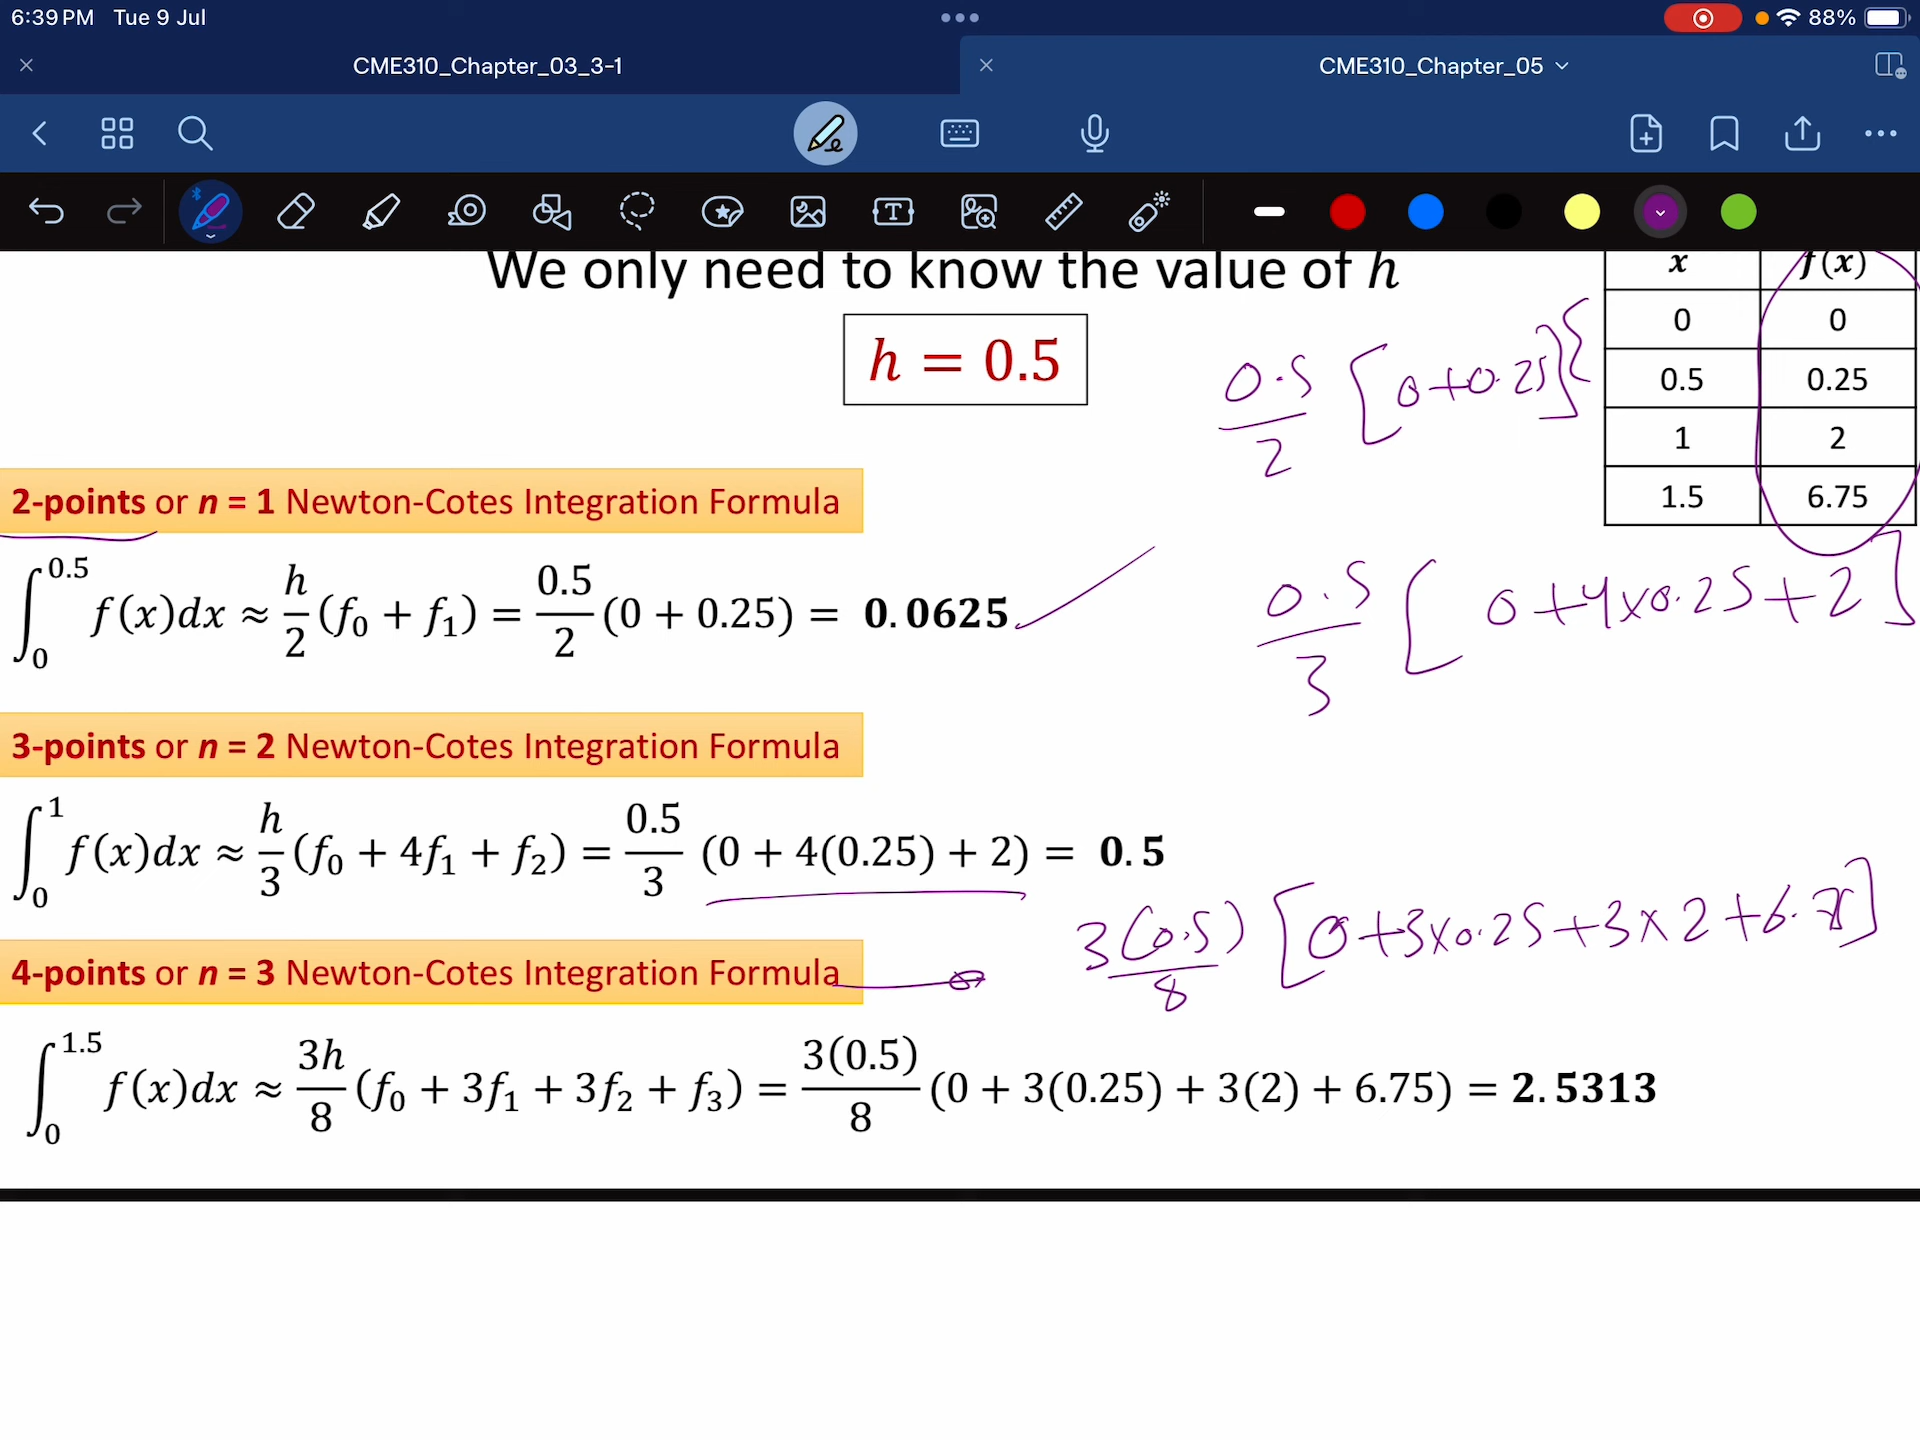 6:39 PM Tue 9 Jul
88%
CME310_Chapter_03_3-1
CME310_Chapter_05
We only need to know the value of h
h = 0.5
x f(x)
0 0
0.5 0.25
1 2
1.5 6.75
0.5/2 [0+0.25]
2-points or n = 1 Newton-Cotes Integration Formula
∫₀^0.5 f(x)dx ≈ h/2 (f₀ + f₁) = 0.5/2 (0 + 0.25) = 0.0625
0.5/3 [0+4×0.25+2]
3-points or n = 2 Newton-Cotes Integration Formula
∫₀^1 f(x)dx ≈ h/3 (f₀ + 4f₁ + f₂) = 0.5/3 (0 + 4(0.25) + 2) = 0.5
3(0.5)/8 [0+3×0.25+3×2+6.75]
4-points or n = 3 Newton-Cotes Integration Formula
∫₀^1.5 f(x)dx ≈ 3h/8 (f₀ + 3f₁ + 3f₂ + f₃) = 3(0.5)/8 (0 + 3(0.25) + 3(2) + 6.75) = 2.5313